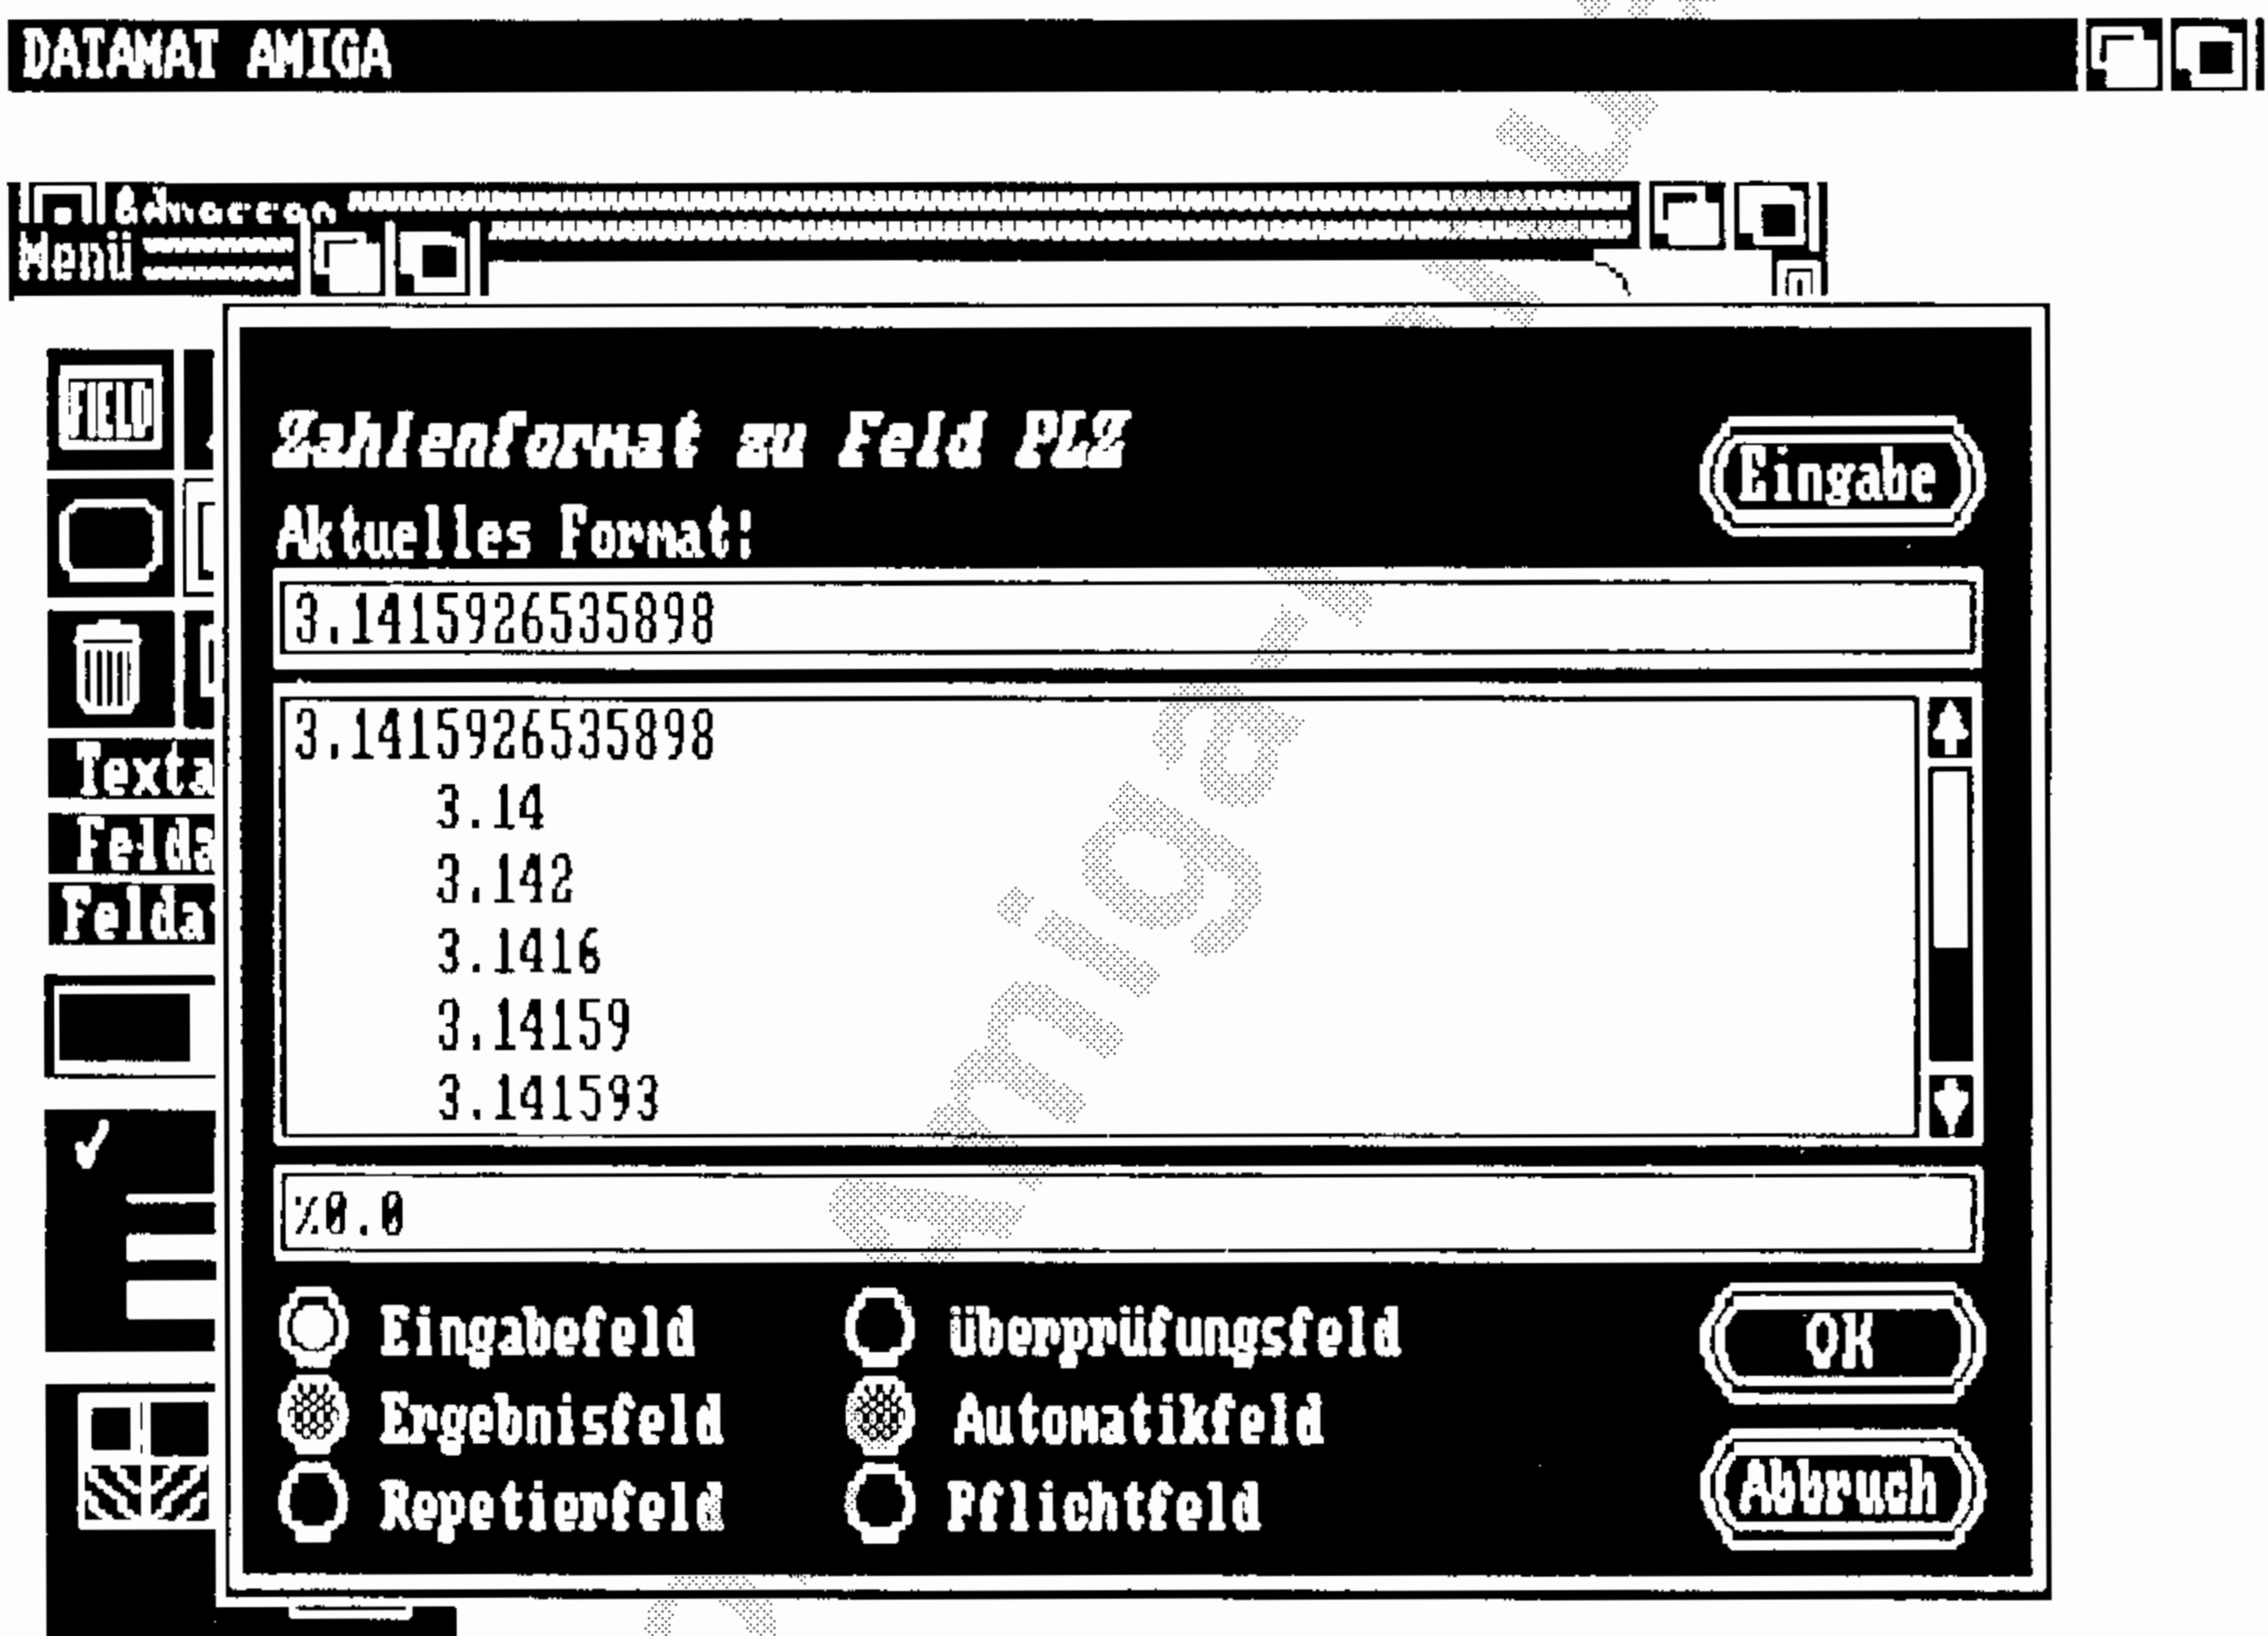 DATAMAT AMIGA
Adressen
Menü
FIELD
Zahlenformat zu Feld PLZ
Eingabe
Aktuelles Format:
3.1415926535898
3.1415926535898
3.14
3.142
3.1416
3.14159
3.141593
Texta
Felda
Felda
%0.0
Eingabefeld
überprüfungsfeld
OK
Ergebnisfeld
Automatikfeld
Repetierfeld
Pflichtfeld
Abbruch